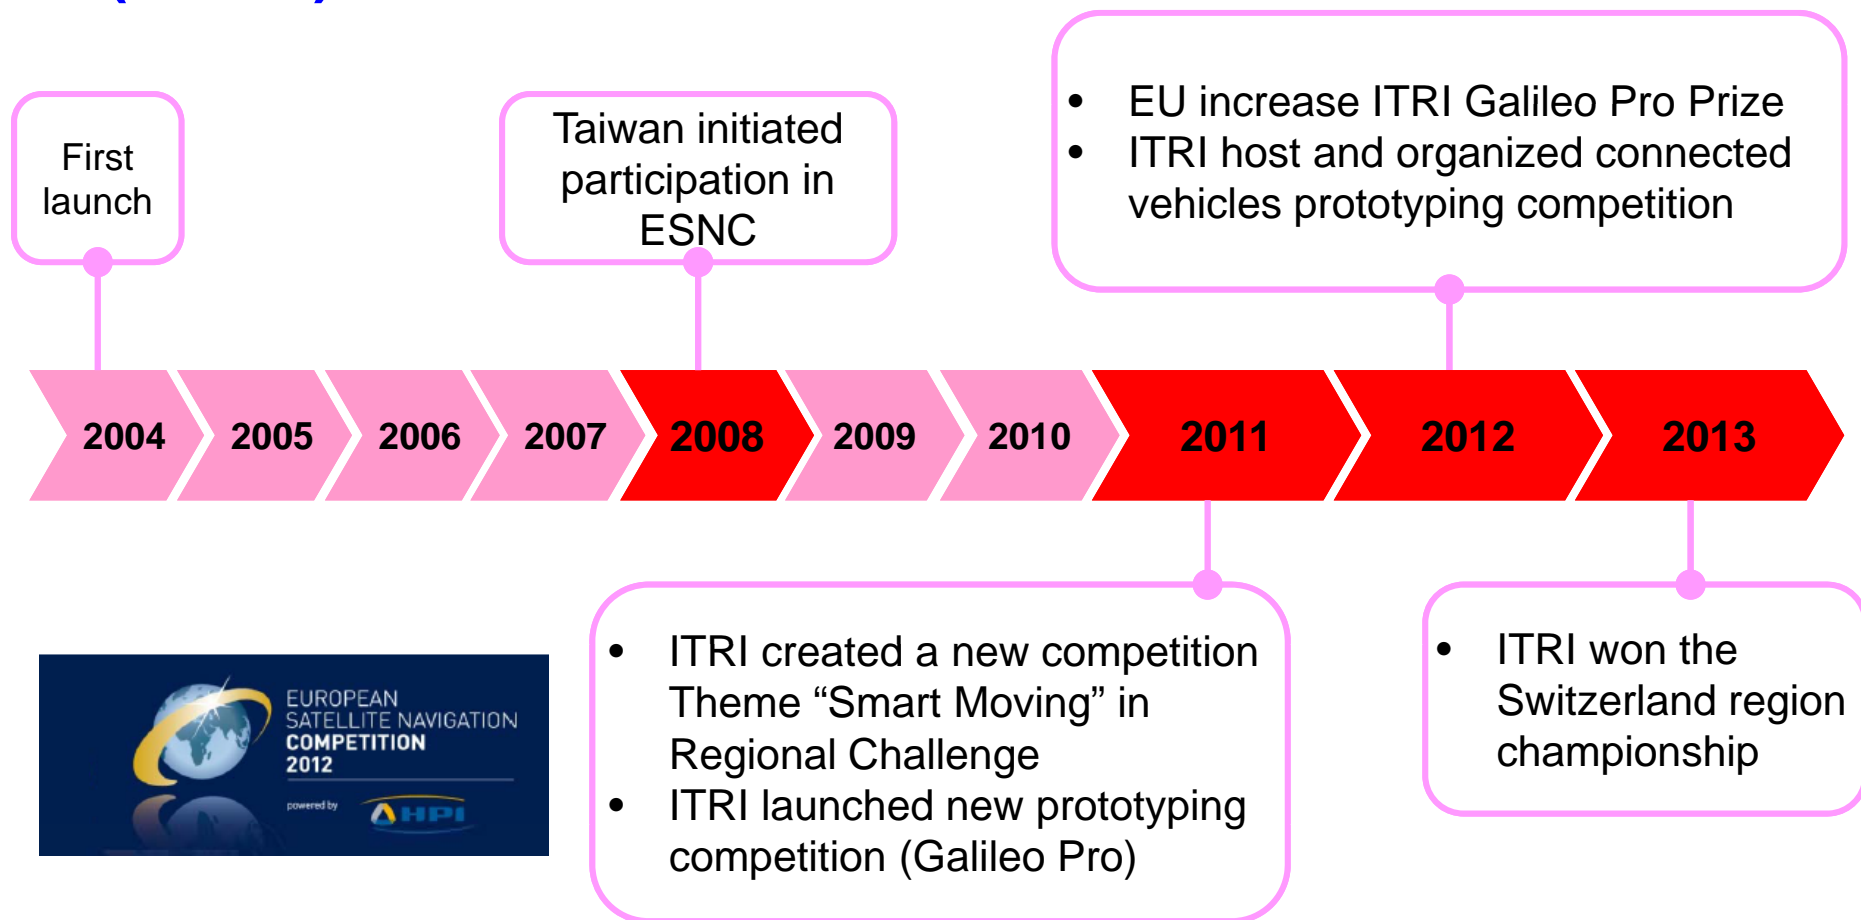 First
launch
Taiwan initiated
participation in
ESNC
• EU increase ITRI Galileo Pro Prize
• ITRI host and organized connected
vehicles prototyping competition
2004 2005 2006 2007 2008 2009 2010 2011 2012 2013
• ITRI created a new competition
Theme “Smart Moving” in
Regional Challenge
• ITRI launched new prototyping
competition (Galileo Pro)
• ITRI won the
Switzerland region
championship
EUROPEAN
SATELLITE NAVIGATION
COMPETITION
2012
powered by AHPI